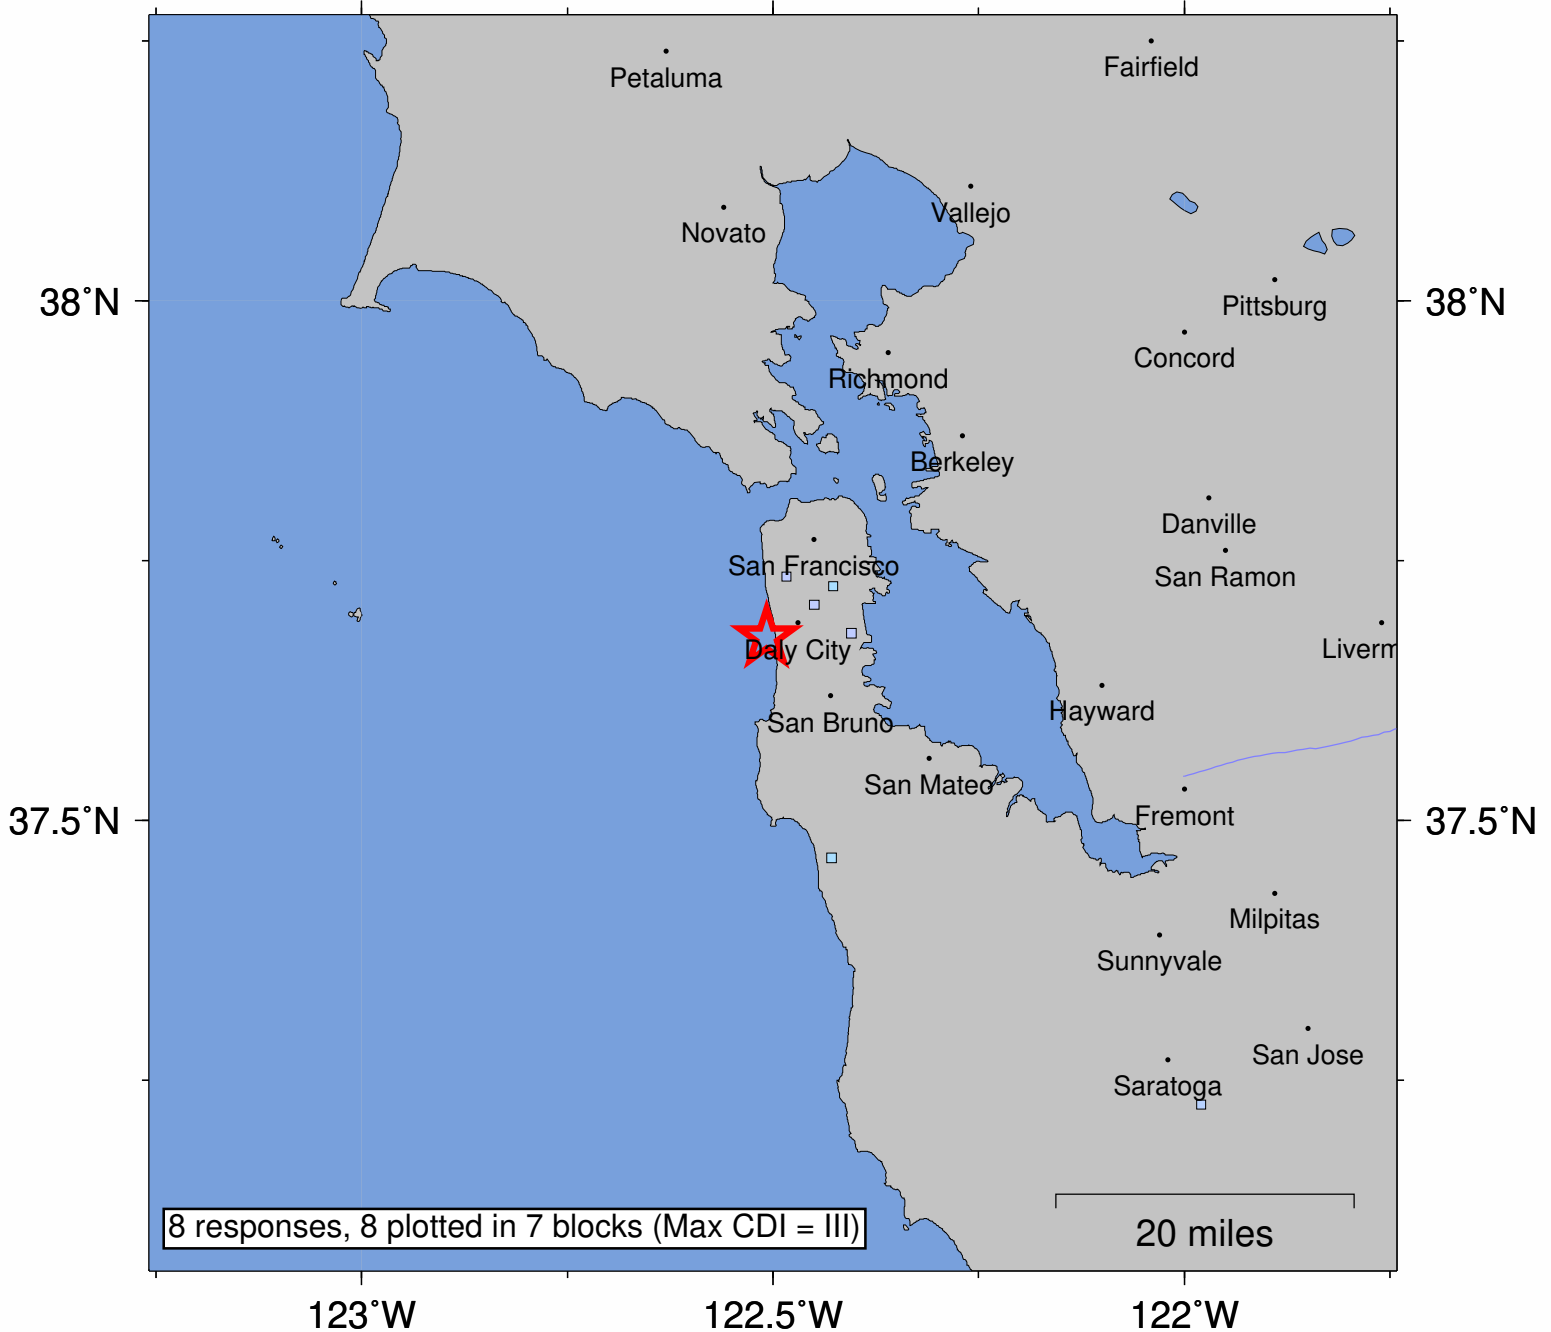 Petaluma
Fairfield
Novato
Vallejo
38˚N
38˚N
Pittsburg
Concord
Richmond
Berkeley
Danville
San Francisco
San Ramon
Daly City
Liverm
San Bruno
Hayward
San Mateo
37.5˚N
Fremont
37.5˚N
Milpitas
Sunnyvale
San Jose
Saratoga
8 responses, 8 plotted in 7 blocks (Max CDI = III)
20 miles
123˚W
122.5˚W
122˚W